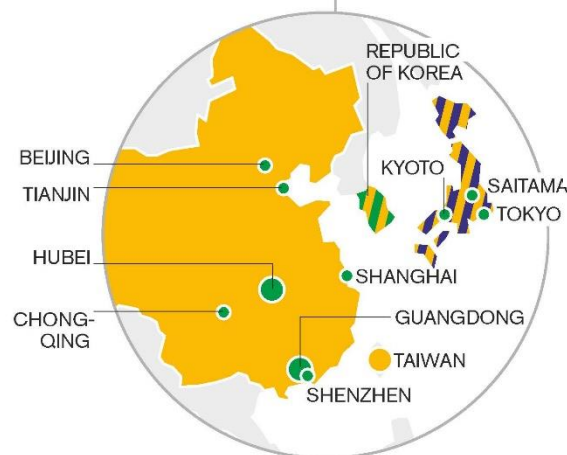 REPUBLIC
OF KOREA
BEIJING
KYOTO
TIANJIN
SAITAMA
TOKYO
HUBEI
SHANGHAI
CHONG-
QING
GUANGDONG
TAIWAN
SHENZHEN